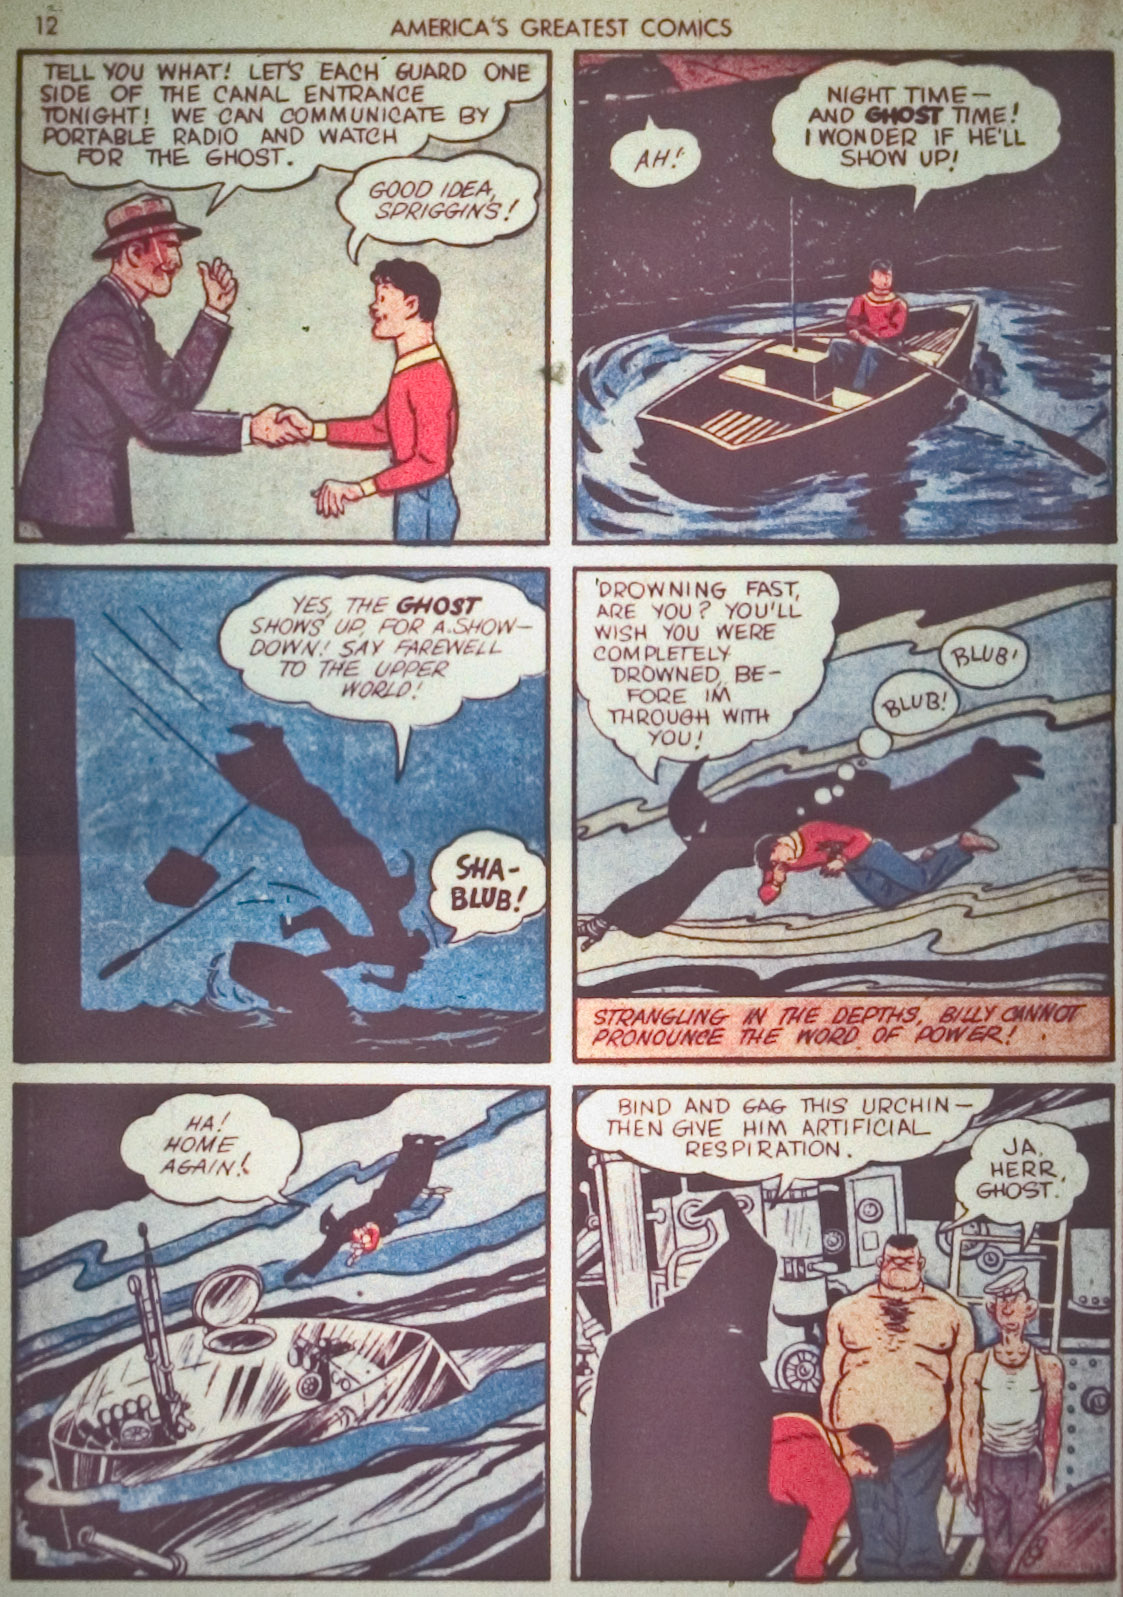 12
AMERICA'S GREATEST COMICS
TELL YOU WHAT! LET'S EACH GUARD ONE
SIDE OF THE CANAL ENTRANCE
TONIGHT! WE CAN COMMUNICATE BY
PORTABLE RADIO AND WATCH
FOR THE GHOST.
GOOD IDEA,
SPRIGGIN'S!
AH!
NIGHT TIME—
AND GHOST TIME!
I WONDER IF HE'LL
SHOW UP!
YES, THE GHOST
SHOWS UP, FOR A SHOW—
DOWN! SAY FAREWELL
TO THE UPPER
WORLD!
SHA-
BLUB!
'DROWNING FAST,
ARE YOU? YOU'LL
WISH YOU WERE
COMPLETELY
DROWNED, BE-
FORE IM
THROUGH WITH
YOU!
BLUB!
BLUB!
STRANGLING IN THE DEPTHS, BILLY CANNOT
PRONOUNCE THE WORD OF POWER!
HA!
HOME
AGAIN!
BIND AND GAG THIS URCHIN—
THEN GIVE HIM ARTIFICIAL
RESPIRATION.
JA,
HERR
GHOST.